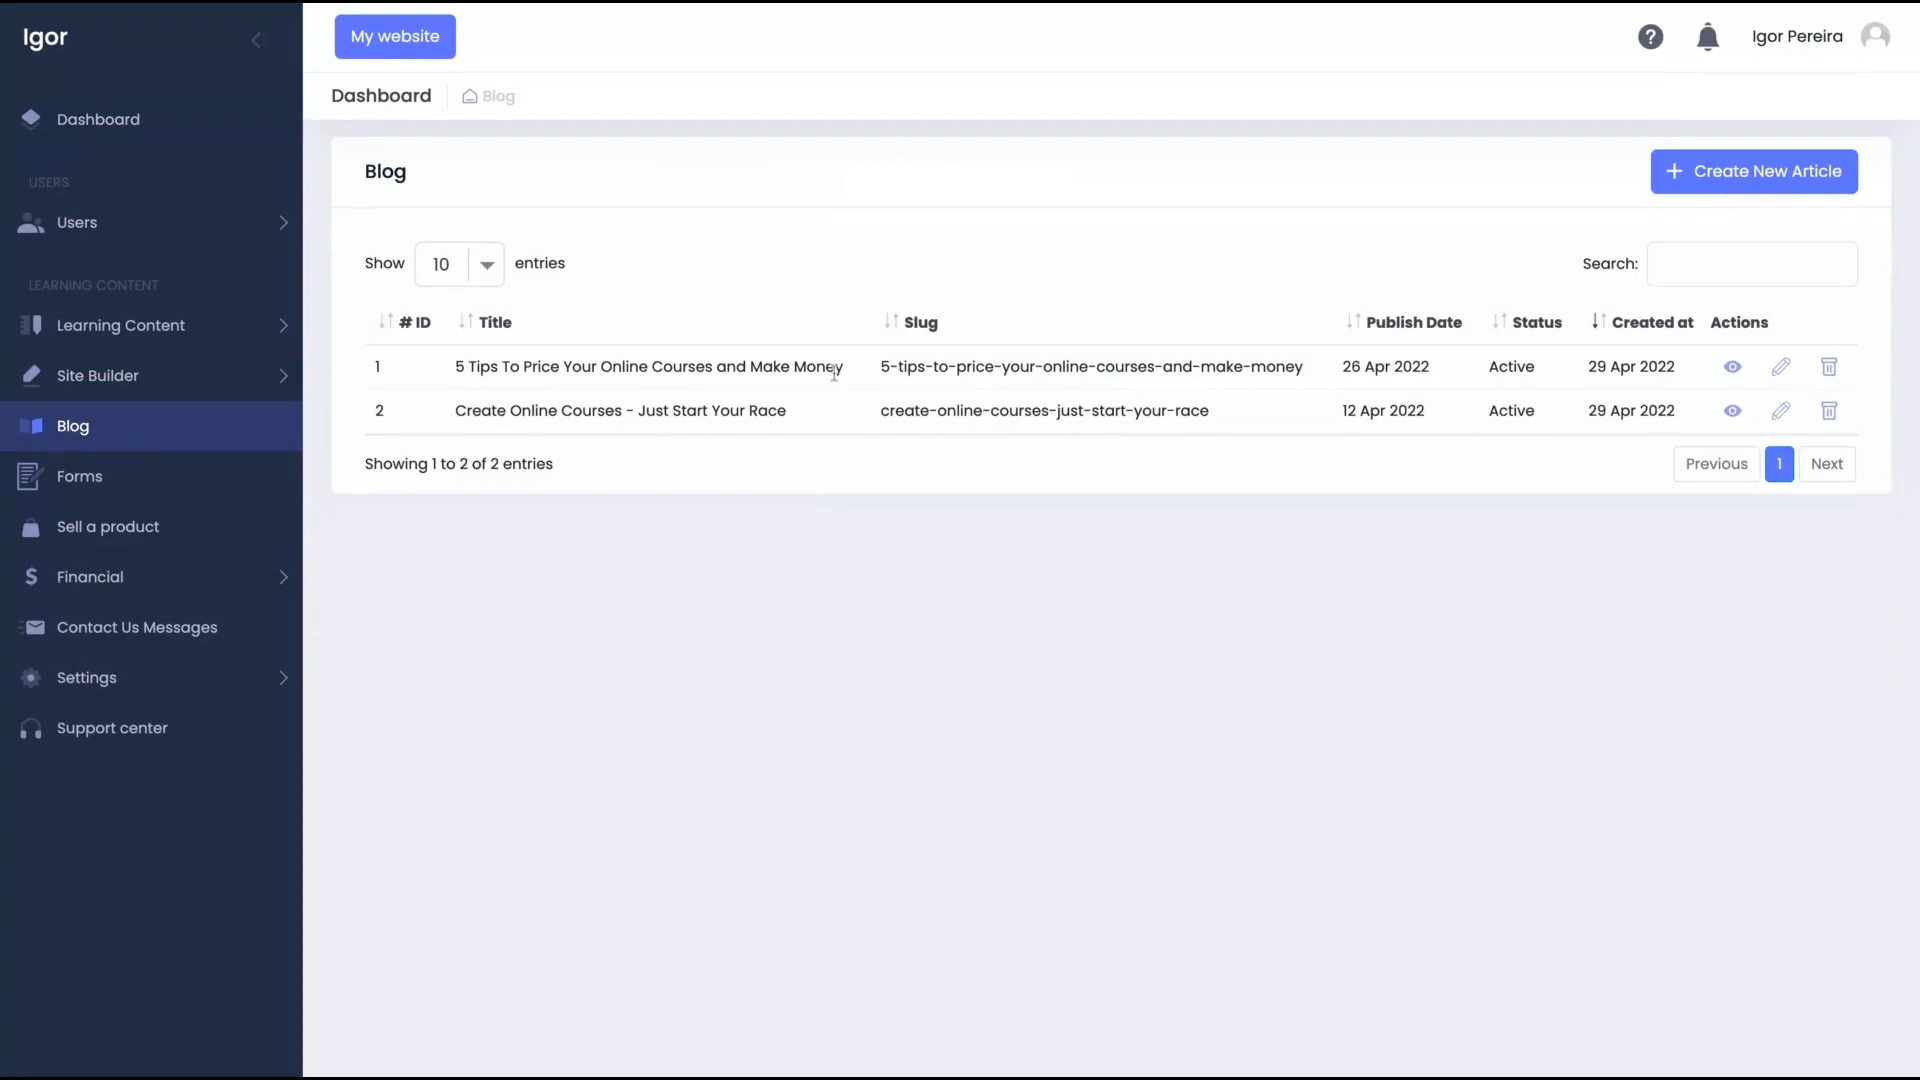 Igor
My website
Igor Pereira
Dashboard
Blog
Dashboard
USERS
Users
LEARNING CONTENT
Learning Content
Site Builder
Blog
Forms
Sell a product
Financial
Contact Us Messages
Settings
Support center
Blog
Create New Article
Show 10 entries
Search:
# ID Title Slug Publish Date Status Created at Actions
1 5 Tips To Price Your Online Courses and Make Money 5-tips-to-price-your-online-courses-and-make-money 26 Apr 2022 Active 29 Apr 2022
2 Create Online Courses - Just Start Your Race create-online-courses-just-start-your-race 12 Apr 2022 Active 29 Apr 2022
Showing 1 to 2 of 2 entries
Previous 1 Next